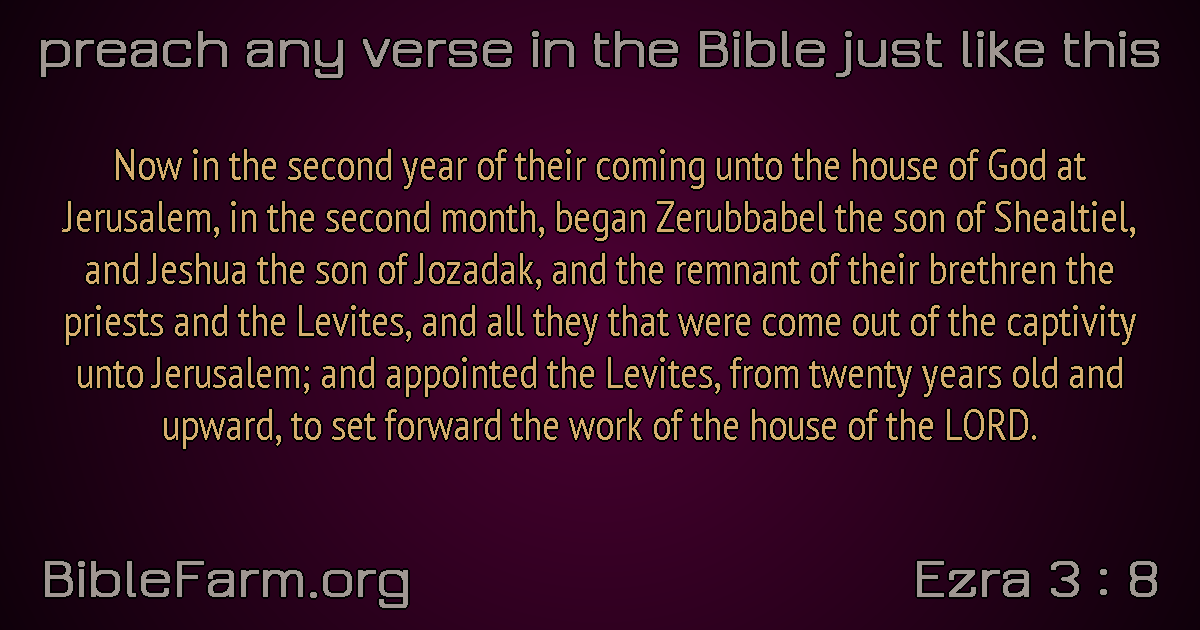 preach any verse in the Bible just like this
Now in the second year of their coming unto the house of God at
Jerusalem, in the second month, began Zerubbabel the son of Shealtiel,
and Jeshua the son of Jozadak, and the remnant of their brethren the
priests and the Levites, and all they that were come out of the captivity
unto Jerusalem; and appointed the Levites, from twenty years old and
upward, to set forward the work of the house of the LORD.
BibleFarm.org
Ezra 3 : 8